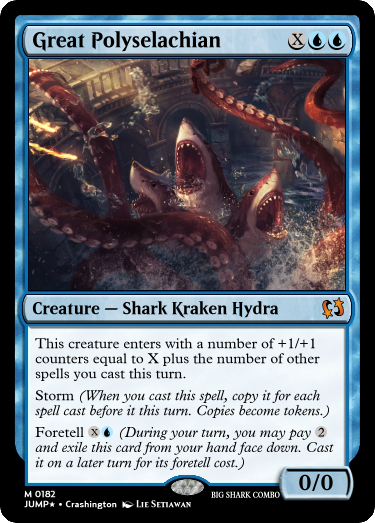 Great Polyselachian X
Creature — Shark Kraken Hydra
This creature enters with a number of +1/+1
counters equal to X plus the number of other
spells you cast this turn.
Storm (When you cast this spell, copy it for each
spell cast before it this turn. Copies become tokens.)
Foretell X (During your turn, you may pay 2
and exile this card from your hand face down. Cast
it on a later turn for its foretell cost.)
0/0
M 0182
JUMP★ • Crashington Lie Setiawan
BIG SHARK COMBO